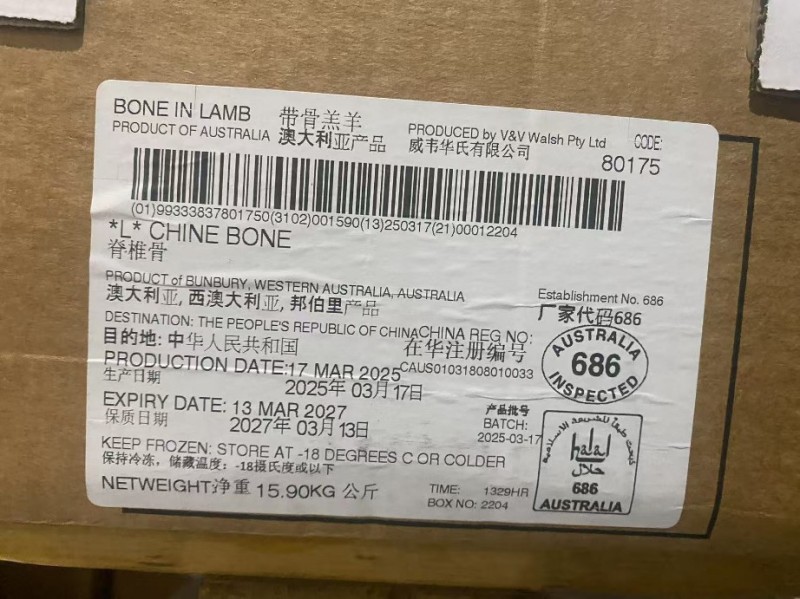 BONE IN LAMB 带骨羔羊
PRODUCT OF AUSTRALIA 澳大利亚产品
PRODUCED by V&V Walsh Pty Ltd
威韦华氏有限公司
CODE:
80175
(01)99333837801750(3102)001590(13)250317(21)00012204
*L* CHINE BONE
脊椎骨
PRODUCT of BUNBURY, WESTERN AUSTRALIA, AUSTRALIA
澳大利亚, 西澳大利亚, 邦伯里产品
Establishment No. 686
厂家代码686
DESTINATION: THE PEOPLE'S REPUBLIC OF CHINA
目的地: 中华人民共和国
CHINA REG NO:
在华注册编号
CAUS01031808010033
AUSTRALIA
686
INSPECTED
PRODUCTION DATE:17 MAR 2025
生产日期 2025年 03月 17日
EXPIRY DATE: 13 MAR 2027
保质日期 2027年 03月 13日
产品批号
BATCH:
2025-03-17
KEEP FROZEN: STORE AT -18 DEGREES C OR COLDER
保持冷冻, 储藏温度: -18摄氏度或以下
NETWEIGHT净重 15.90KG 公斤
TIME: 1329HR
BOX NO: 2204
halal
حلال
686
AUSTRALIA